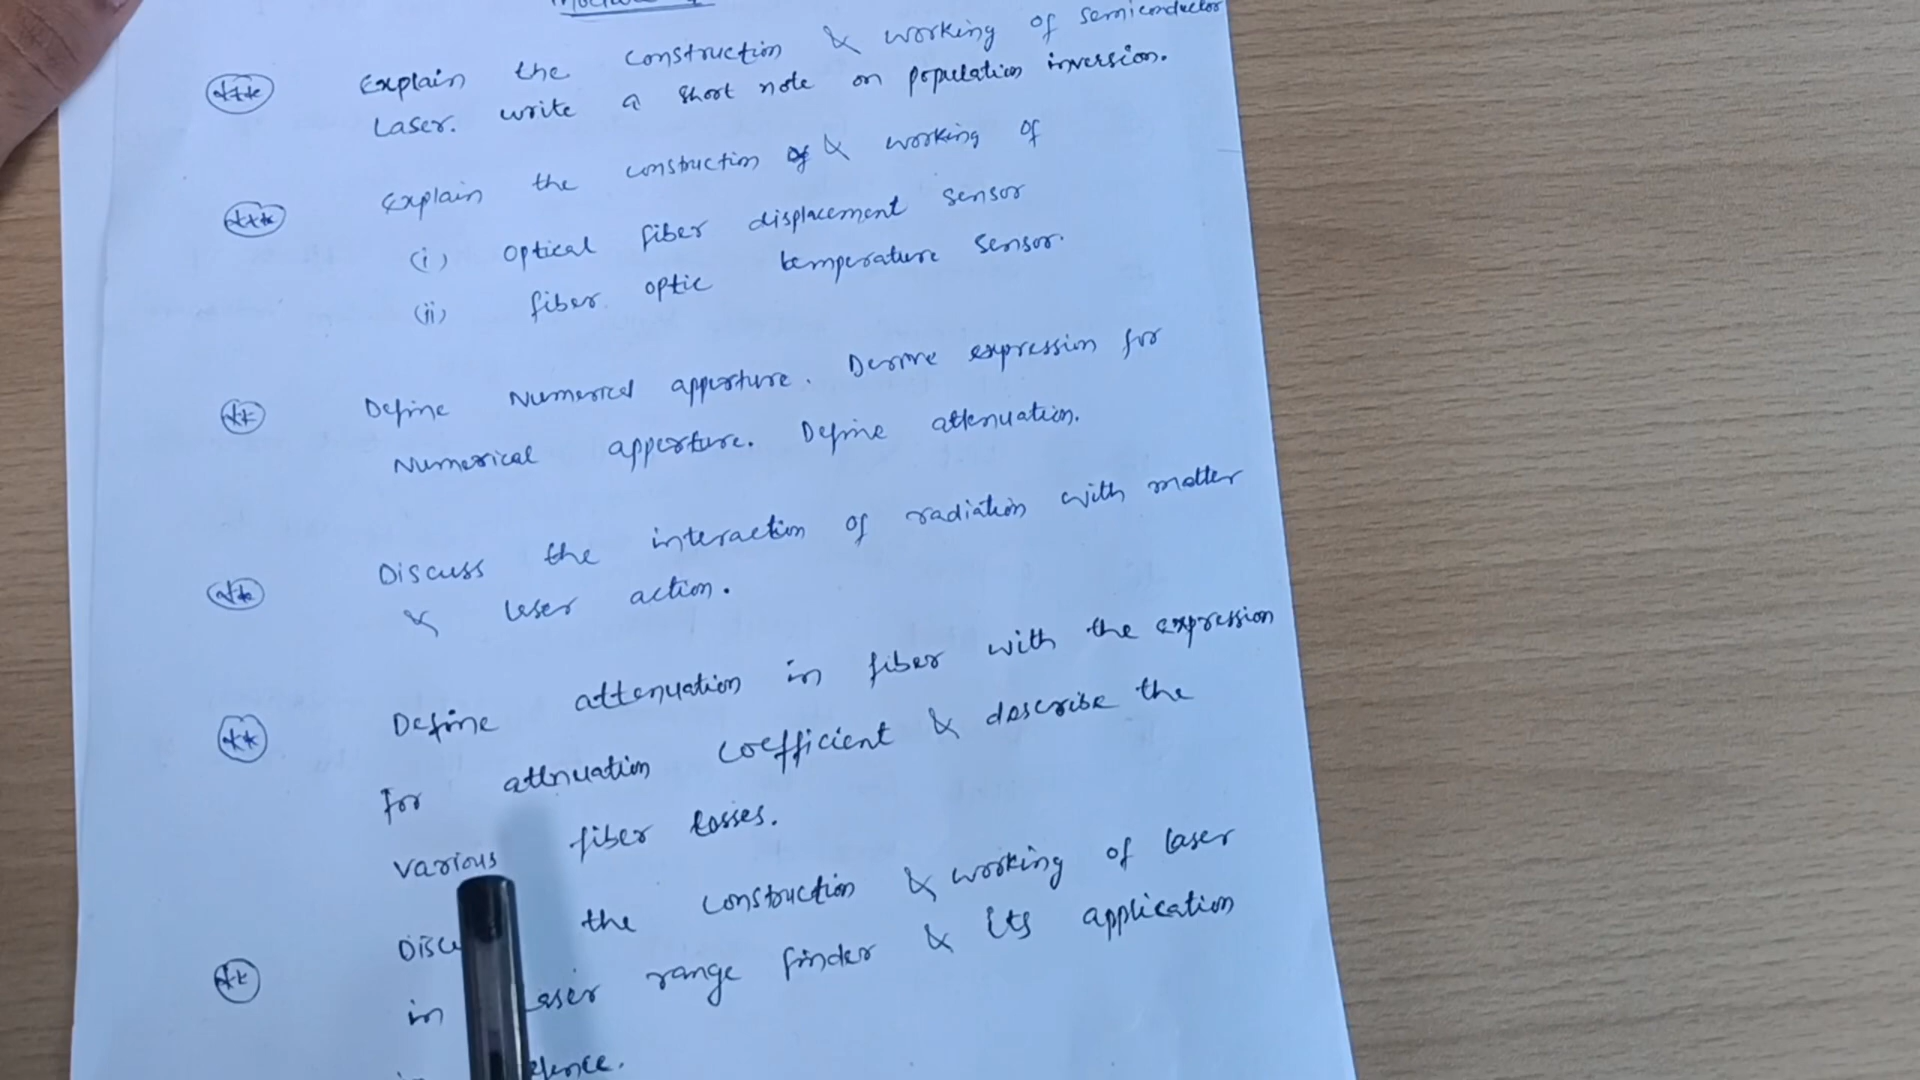 *** Explain the construction & working of semiconductor
Laser. write a short note on population inversion.
*** Explain the construction & working of
(i) optical fiber displacement sensor
(ii) fiber optic temperature sensor.
** Define Numerical apperture. Derive expression for
Numerical apperture. Define attenuation.
** Discuss the interaction of radiation with matter
& laser action.
** Define attenuation in fiber with the expression
for attnuation coefficient & describe the
various fiber losses.
** the construction & working of laser
in range finder & its application